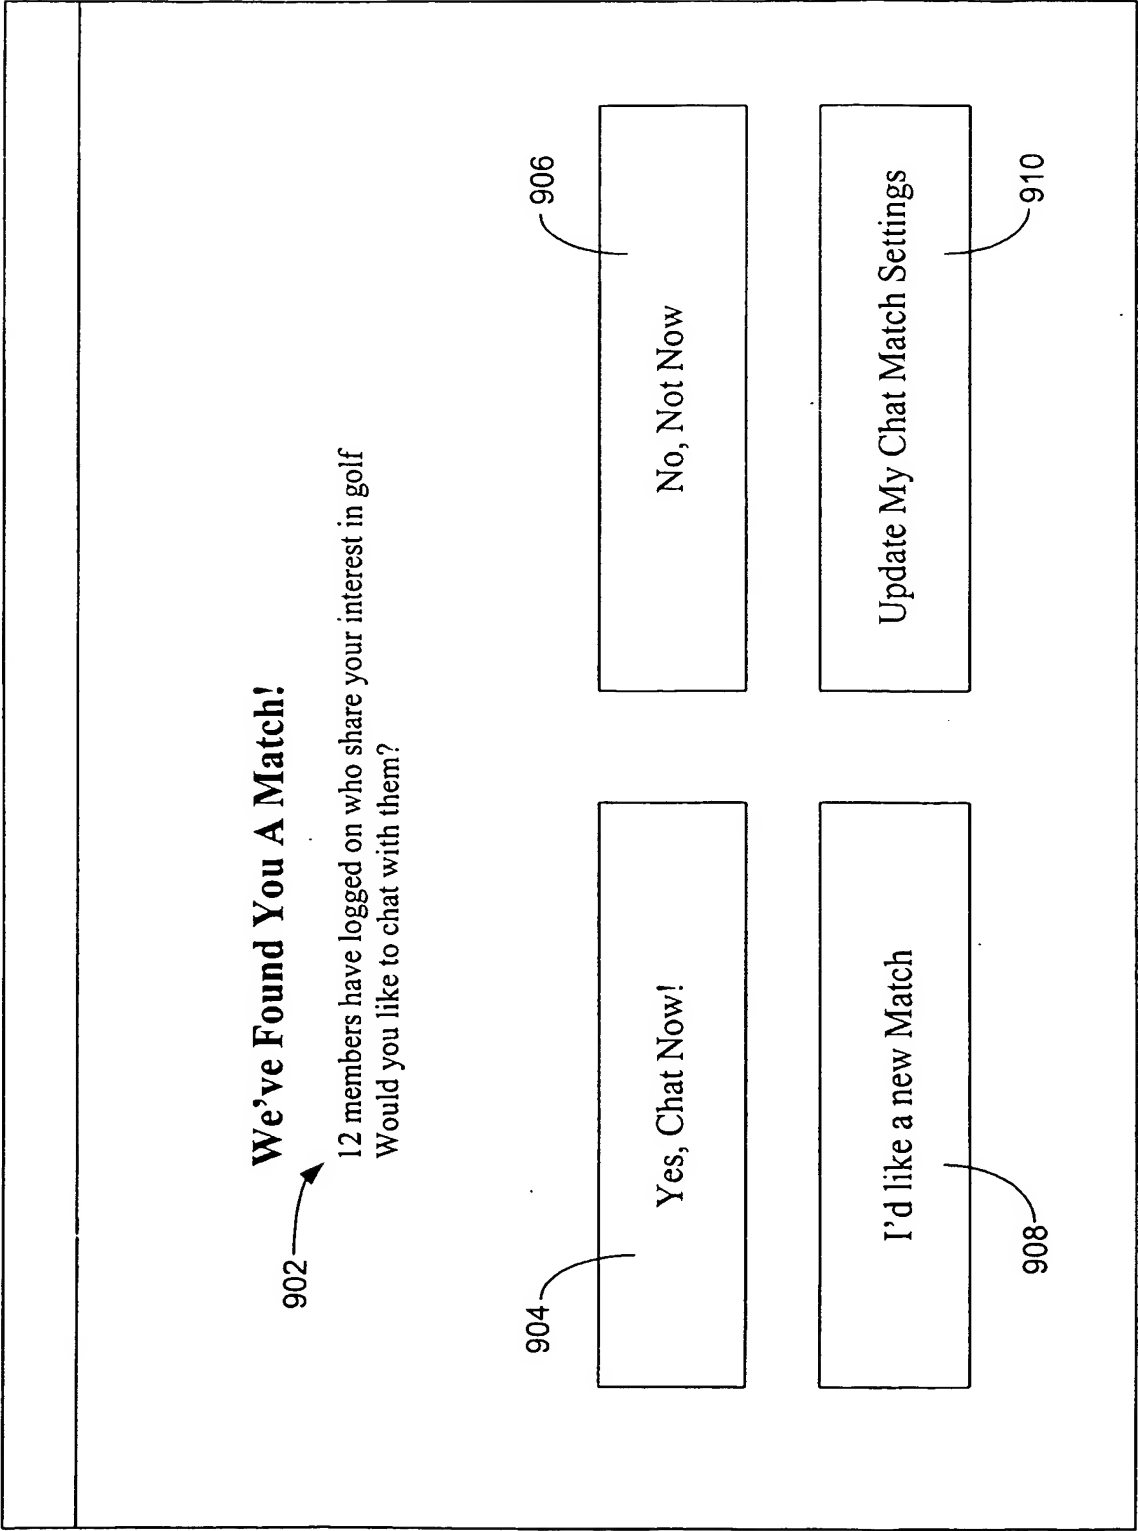 We've Found You A Match!
902
12 members have logged on who share your interest in golf
Would you like to chat with them?
904
Yes, Chat Now!
906
No, Not Now
I'd like a new Match
908
Update My Chat Match Settings
910